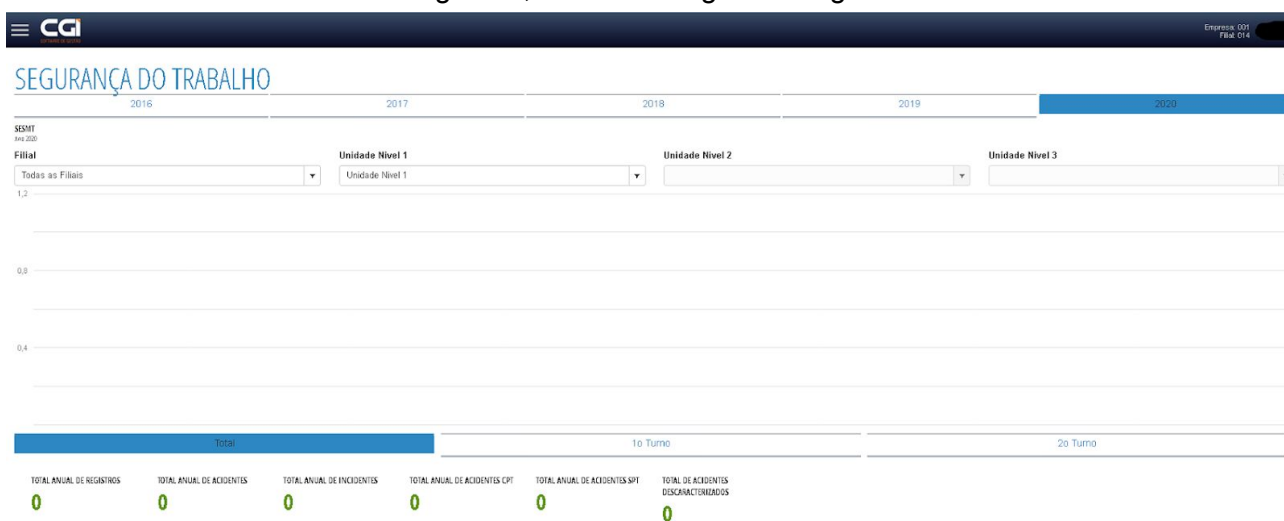 CGi
Empresa: 001
Filial: 014
SEGURANÇA DO TRABALHO
2016 2017 2018 2019 2020
SESMT
Ano 2020
Filial Unidade Nivel 1 Unidade Nivel 2 Unidade Nivel 3
Todas as Filiais Unidade Nivel 1
1,2
0,8
0,4
Total 1o Turno 2o Turno
TOTAL ANUAL DE REGISTROS TOTAL ANUAL DE ACIDENTES TOTAL ANUAL DE INCIDENTES TOTAL ANUAL DE ACIDENTES CPT TOTAL ANUAL DE ACIDENTES SPT TOTAL DE ACIDENTES
DESCARACTERIZADOS
0 0 0 0 0 0